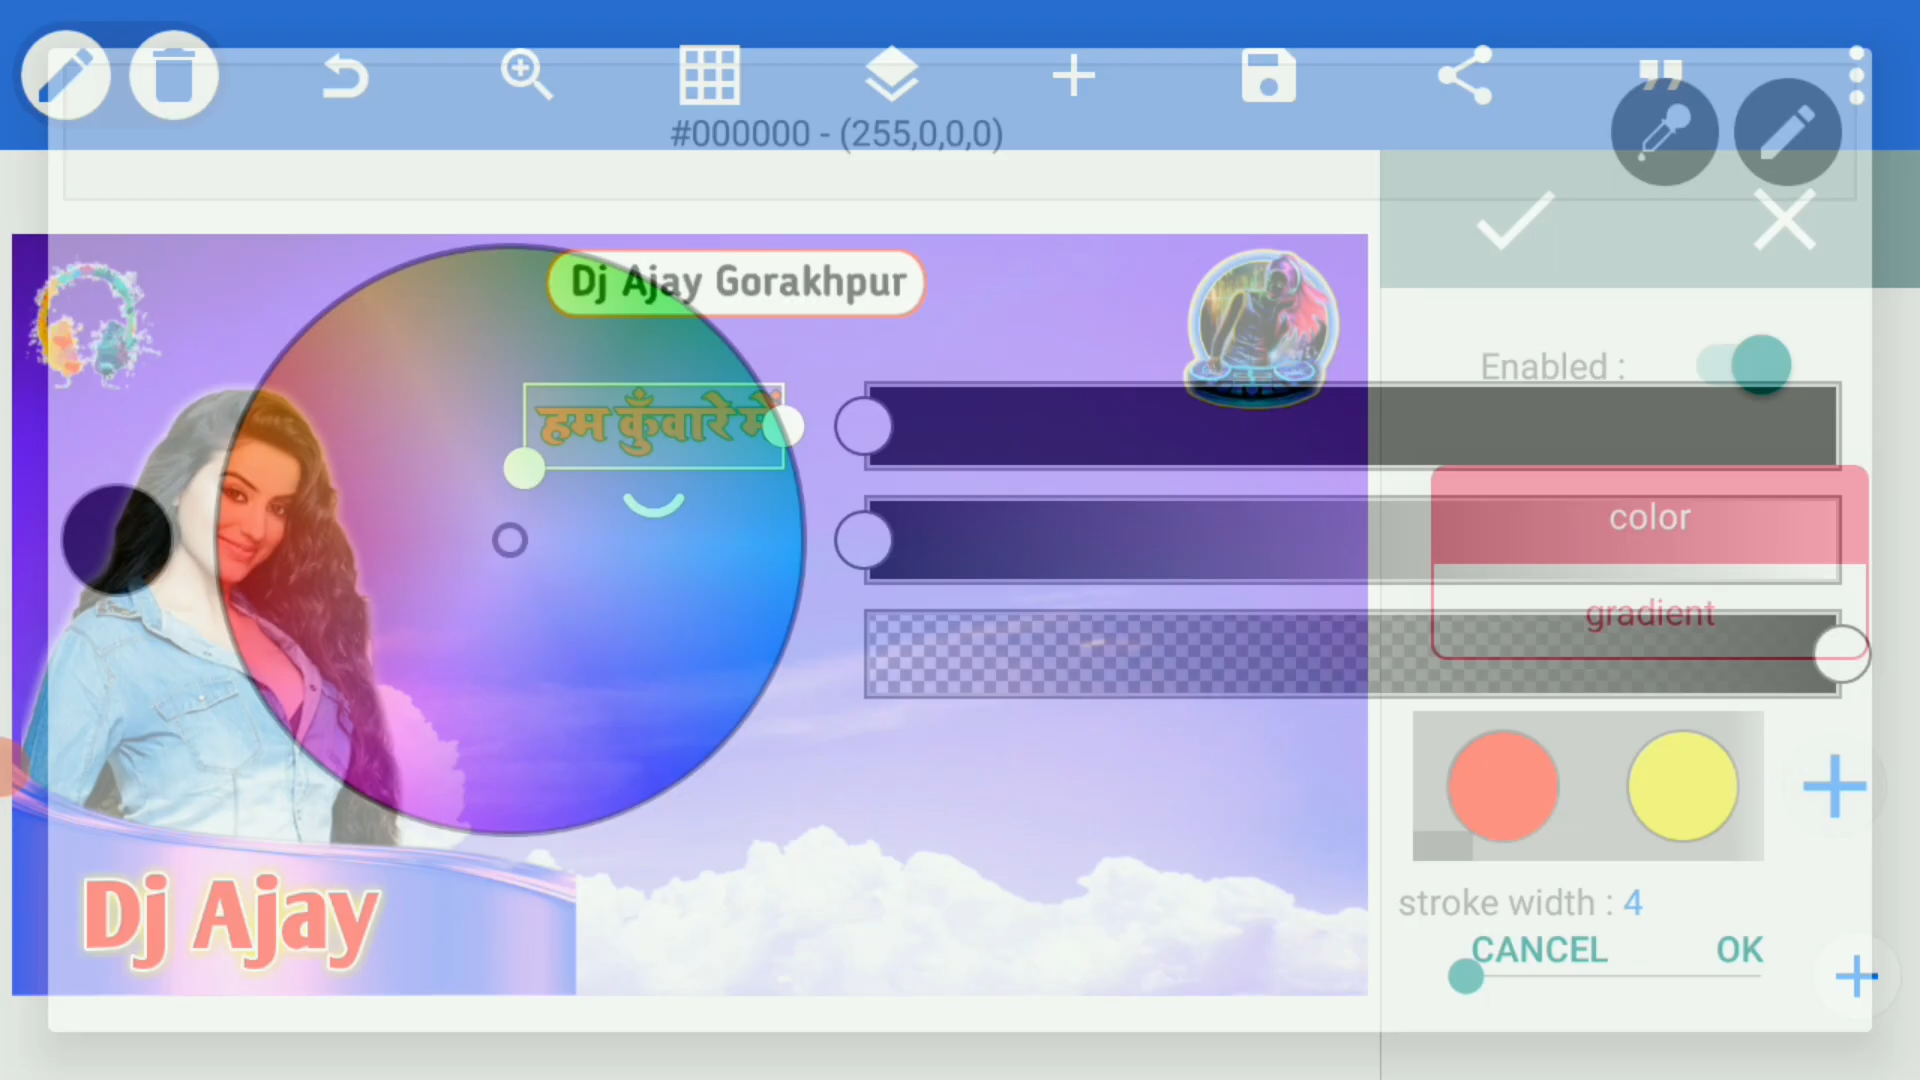 #000000 - (255,0,0,0)
Dj Ajay Gorakhpur
Enabled :
हम कुँवारे में
color
gradient
stroke width : 4
Dj Ajay
CANCEL
OK